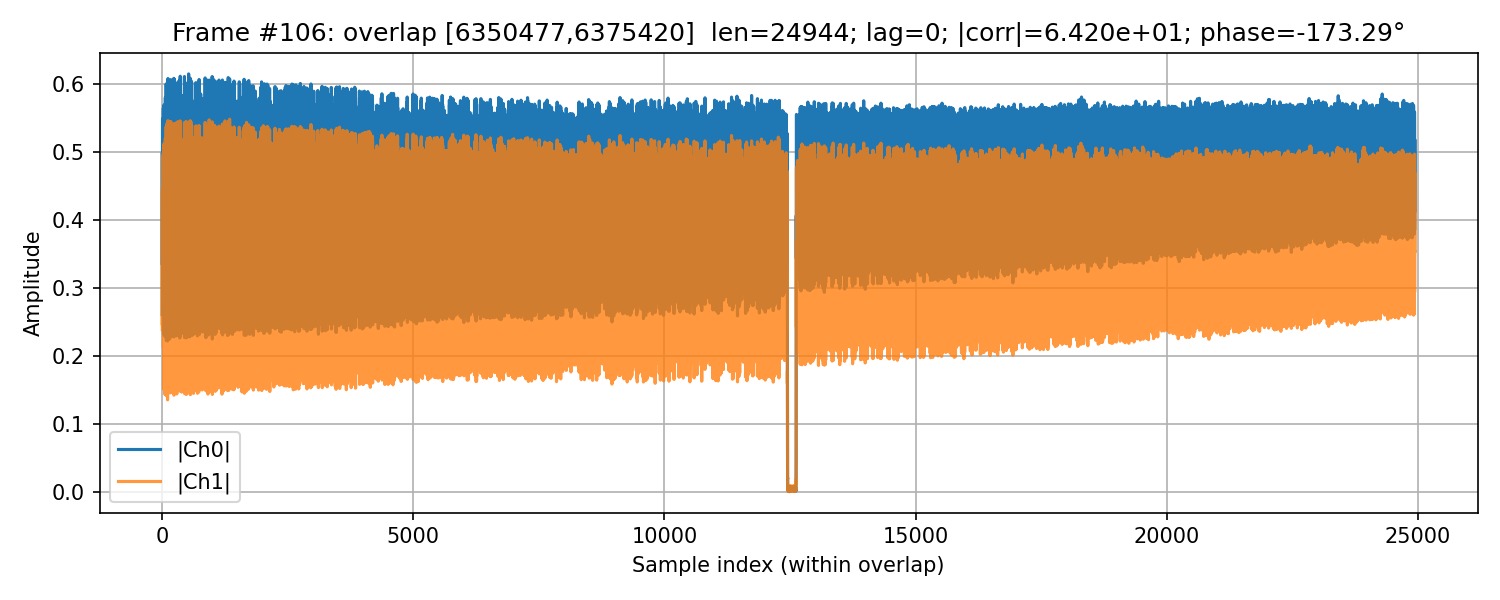 Frame #106: overlap [6350477,6375420]  len=24944; lag=0; |corr|=6.420e+01; phase=-173.29°
Amplitude
0.6
0.5
0.4
0.3
0.2
0.1
0.0
|Ch0|
|Ch1|
0 5000 10000 15000 20000 25000
Sample index (within overlap)